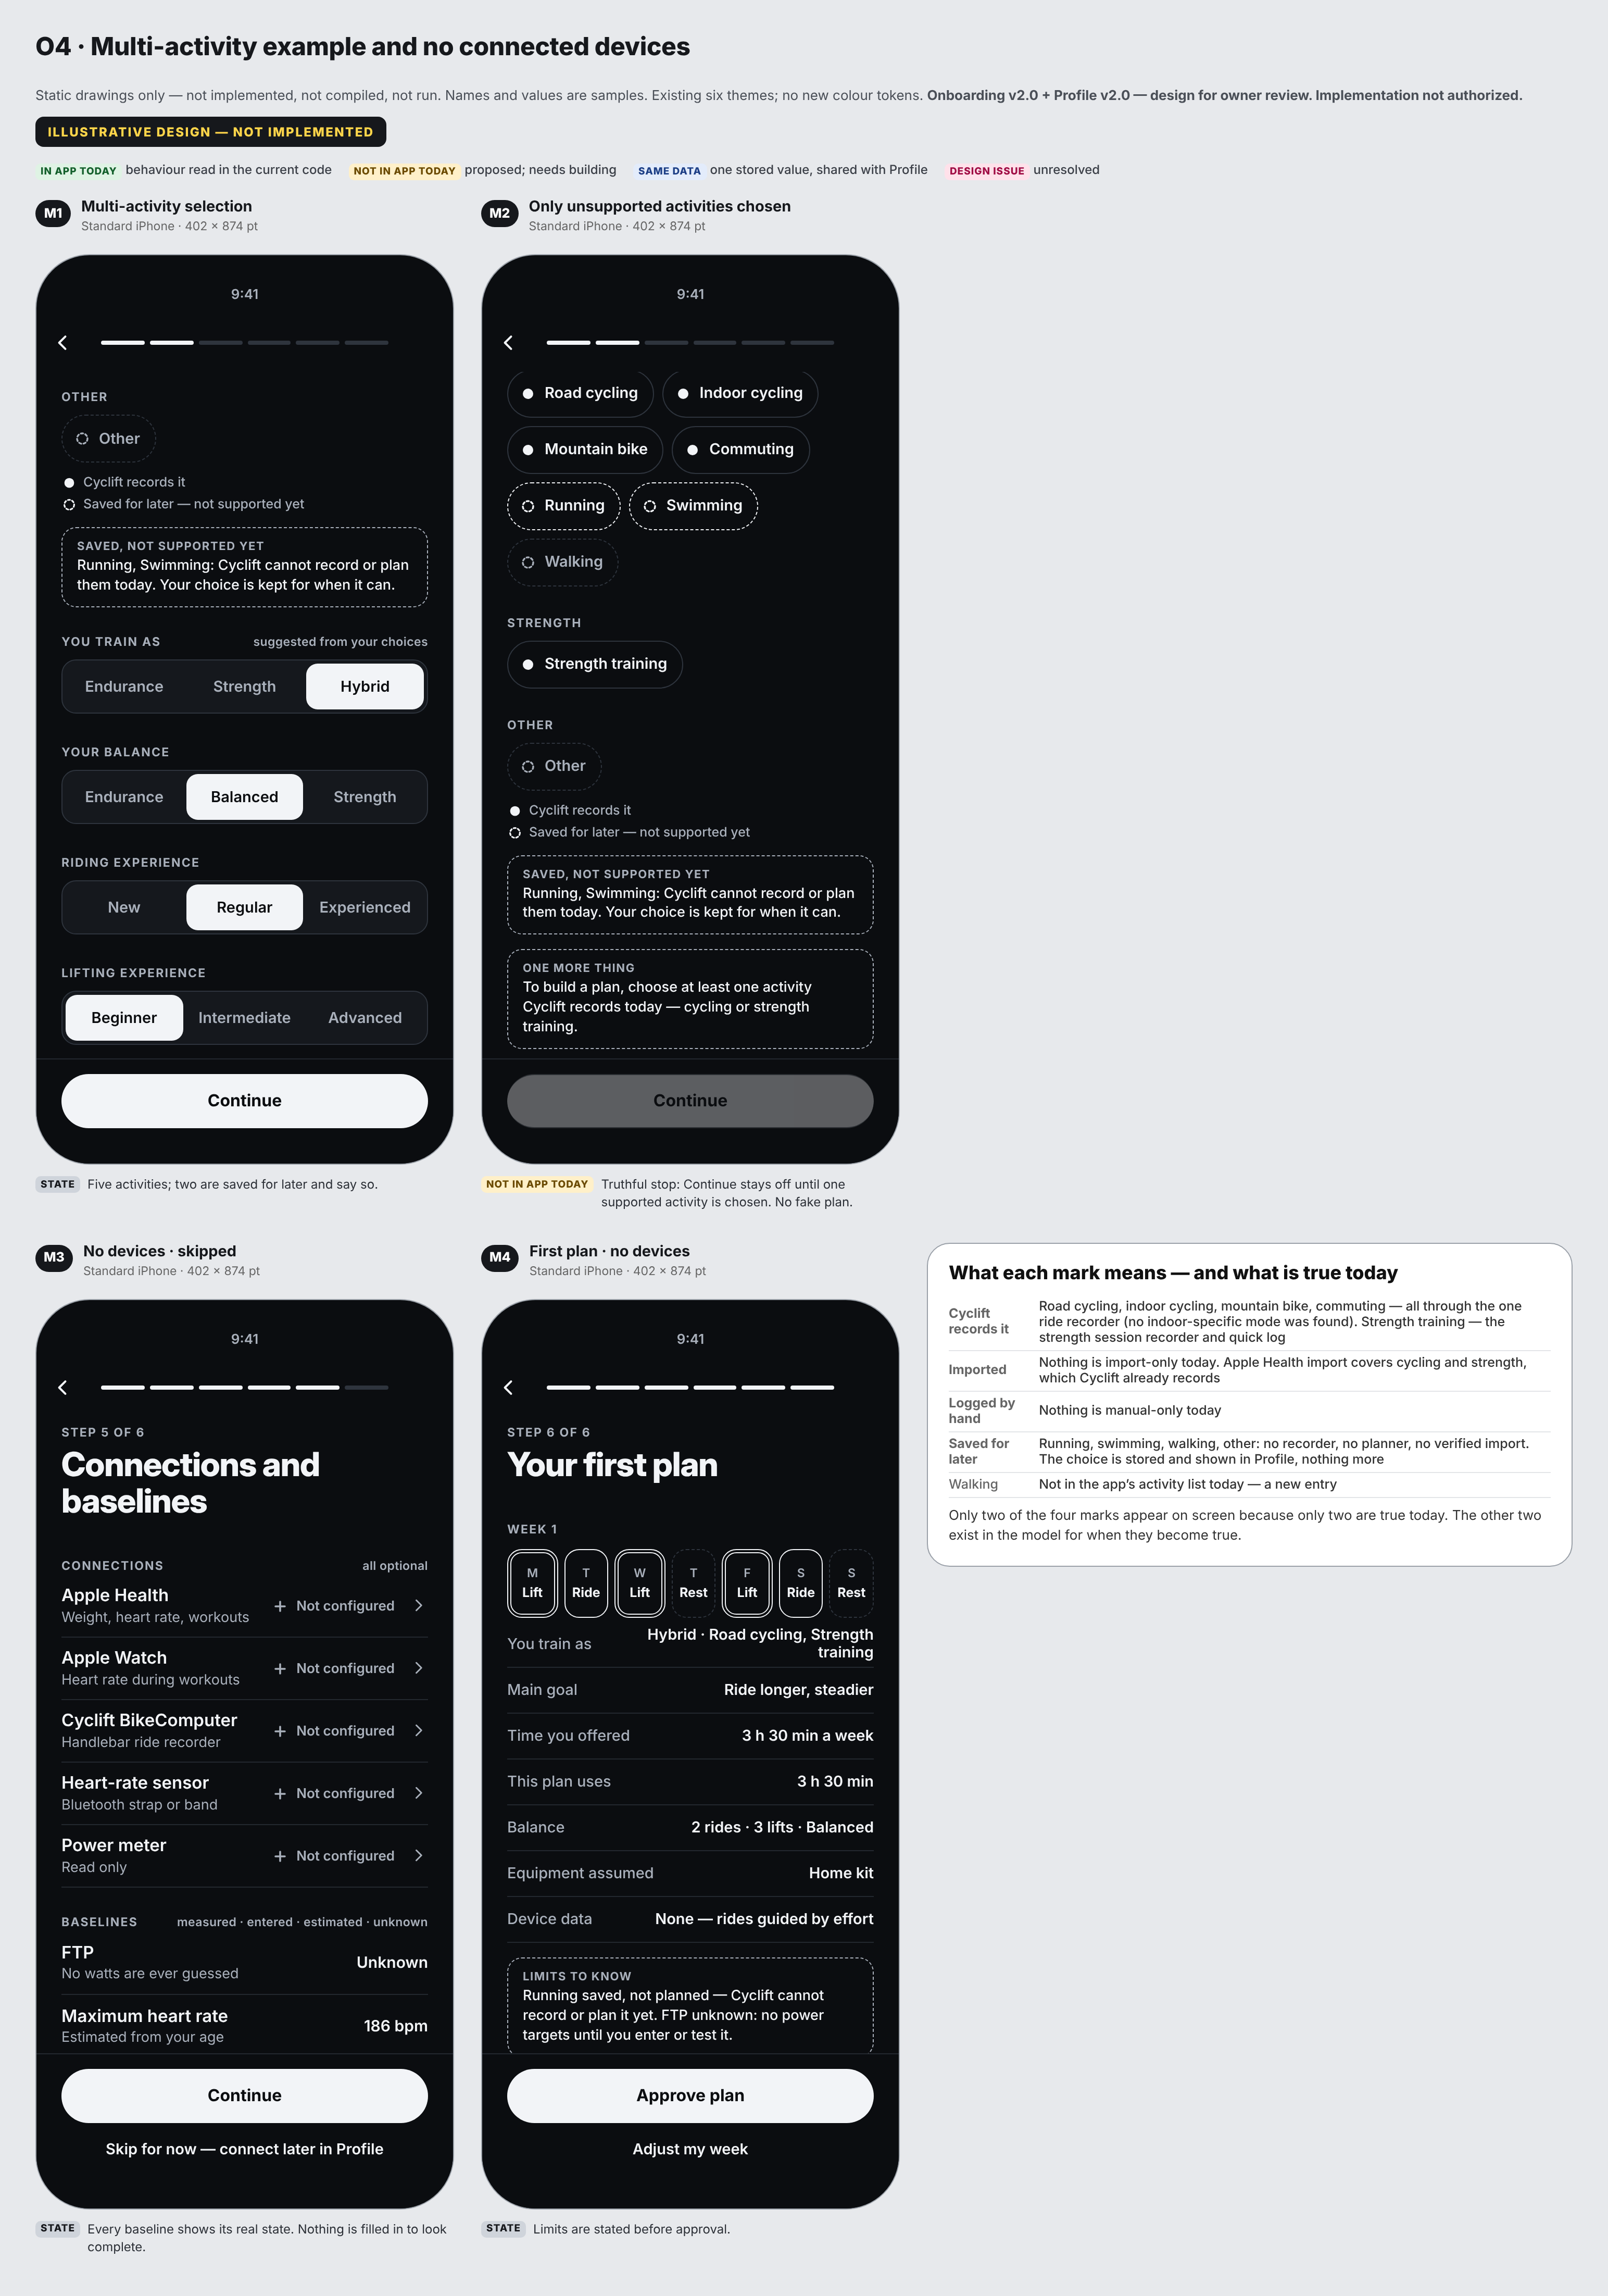 O4 · Multi-activity example and no connected devices
Static drawings only — not implemented, not compiled, not run. Names and values are samples. Existing six themes; no new colour tokens. Onboarding v2.0 + Profile v2.0 — design for owner review. Implementation not authorized.
ILLUSTRATIVE DESIGN — NOT IMPLEMENTED
IN APP TODAY behaviour read in the current code NOT IN APP TODAY proposed; needs building SAME DATA one stored value, shared with Profile DESIGN ISSUE unresolved
M1 Multi-activity selection
Standard iPhone · 402 × 874 pt
9:41
OTHER
Other
Cyclift records it
Saved for later — not supported yet
SAVED, NOT SUPPORTED YET
Running, Swimming: Cyclift cannot record or plan
them today. Your choice is kept for when it can.
YOU TRAIN AS suggested from your choices
Endurance Strength Hybrid
YOUR BALANCE
Endurance Balanced Strength
RIDING EXPERIENCE
New Regular Experienced
LIFTING EXPERIENCE
Beginner Intermediate Advanced
Continue
STATE Five activities; two are saved for later and say so.
M2 Only unsupported activities chosen
Standard iPhone · 402 × 874 pt
9:41
Road cycling Indoor cycling
Mountain bike Commuting
Running Swimming
Walking
STRENGTH
Strength training
OTHER
Other
Cyclift records it
Saved for later — not supported yet
SAVED, NOT SUPPORTED YET
Running, Swimming: Cyclift cannot record or plan
them today. Your choice is kept for when it can.
ONE MORE THING
To build a plan, choose at least one activity
Cyclift records today — cycling or strength
training.
Continue
NOT IN APP TODAY Truthful stop: Continue stays off until one
supported activity is chosen. No fake plan.
M3 No devices · skipped
Standard iPhone · 402 × 874 pt
9:41
STEP 5 OF 6
Connections and
baselines
CONNECTIONS all optional
Apple Health
Weight, heart rate, workouts
+ Not configured
Apple Watch
Heart rate during workouts
+ Not configured
Cyclift BikeComputer
Handlebar ride recorder
+ Not configured
Heart-rate sensor
Bluetooth strap or band
+ Not configured
Power meter
Read only
+ Not configured
BASELINES measured · entered · estimated · unknown
FTP
No watts are ever guessed
Unknown
Maximum heart rate
Estimated from your age
186 bpm
Continue
Skip for now — connect later in Profile
STATE Every baseline shows its real state. Nothing is filled in to look
complete.
M4 First plan · no devices
Standard iPhone · 402 × 874 pt
9:41
STEP 6 OF 6
Your first plan
WEEK 1
M T W T F S S
Lift Ride Lift Rest Lift Ride Rest
You train as Hybrid · Road cycling, Strength
training
Main goal Ride longer, steadier
Time you offered 3 h 30 min a week
This plan uses 3 h 30 min
Balance 2 rides · 3 lifts · Balanced
Equipment assumed Home kit
Device data None — rides guided by effort
LIMITS TO KNOW
Running saved, not planned — Cyclift cannot
record or plan it yet. FTP unknown: no power
targets until you enter or test it.
Approve plan
Adjust my week
STATE Limits are stated before approval.
What each mark means — and what is true today
Cyclift
records it
Road cycling, indoor cycling, mountain bike, commuting — all through the one
ride recorder (no indoor-specific mode was found). Strength training — the
strength session recorder and quick log
Imported
Nothing is import-only today. Apple Health import covers cycling and strength,
which Cyclift already records
Logged by
hand
Nothing is manual-only today
Saved for
later
Running, swimming, walking, other: no recorder, no planner, no verified import.
The choice is stored and shown in Profile, nothing more
Walking Not in the app’s activity list today — a new entry
Only two of the four marks appear on screen because only two are true today. The other two
exist in the model for when they become true.